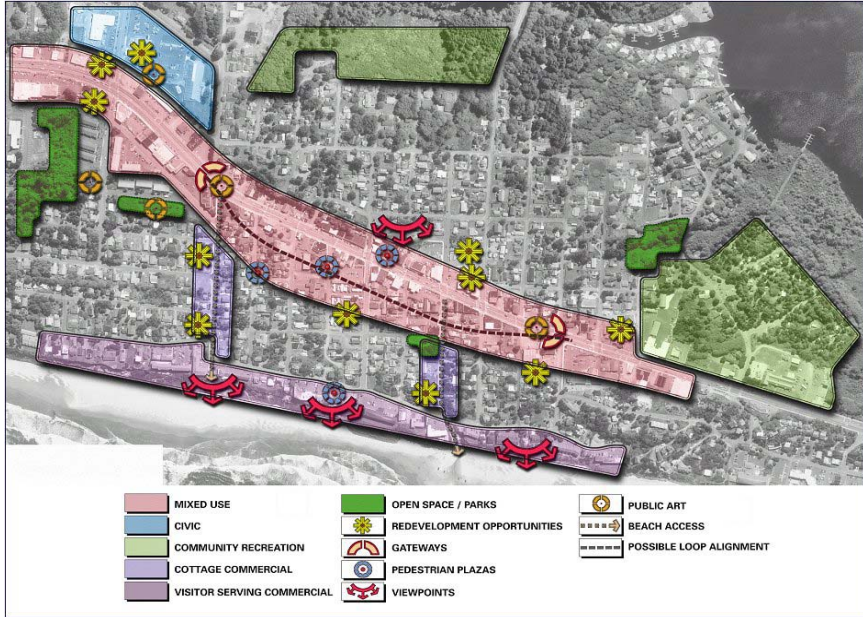 MIXED USE
CIVIC
COMMUNITY RECREATION
COTTAGE COMMERCIAL
VISITOR SERVING COMMERCIAL
OPEN SPACE / PARKS
REDEVELOPMENT OPPORTUNITIES
GATEWAYS
PEDESTRIAN PLAZAS
VIEWPOINTS
PUBLIC ART
BEACH ACCESS
POSSIBLE LOOP ALIGNMENT